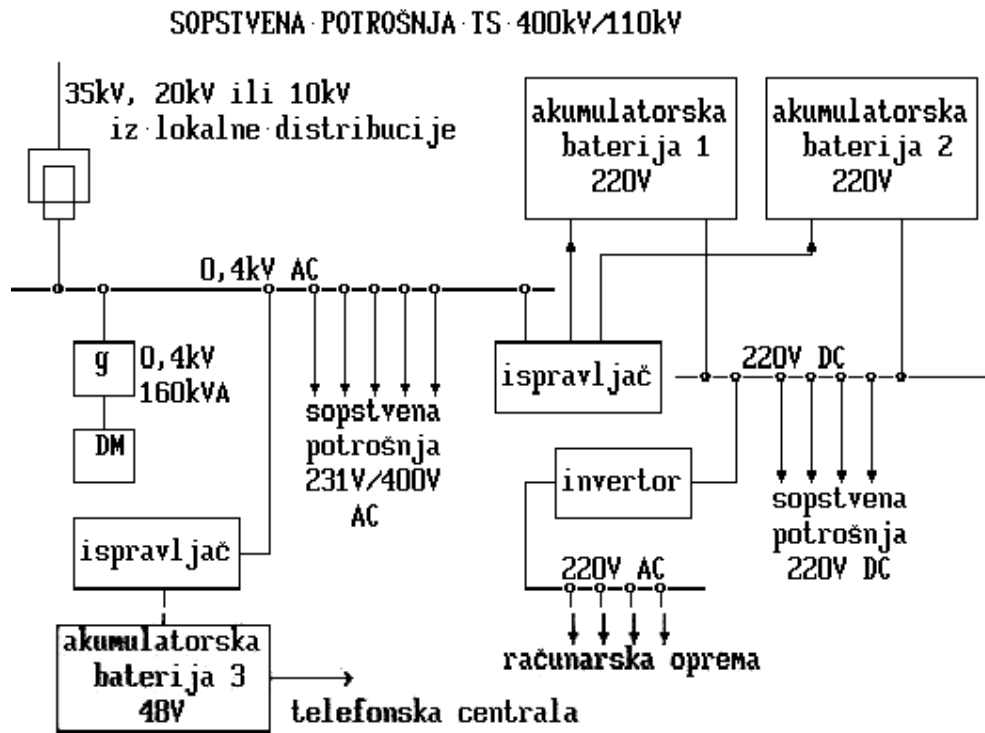 SOPSTVENA POTROŠNJA TS 400kV/110kV
35kV, 20kV ili 10kV
iz lokalne distribucije
akumulatorska
baterija 1
220V
akumulatorska
baterija 2
220V
0,4kV AC
g
0,4kV
160kVA
DM
sopstvena
potrošnja
231V/400V
AC
ispravljač
220V DC
invertor
sopstvena
potrošnja
220V DC
ispravljač
220V AC
računarska oprema
akumulatorska
baterija 3
48V
telefonska centrala